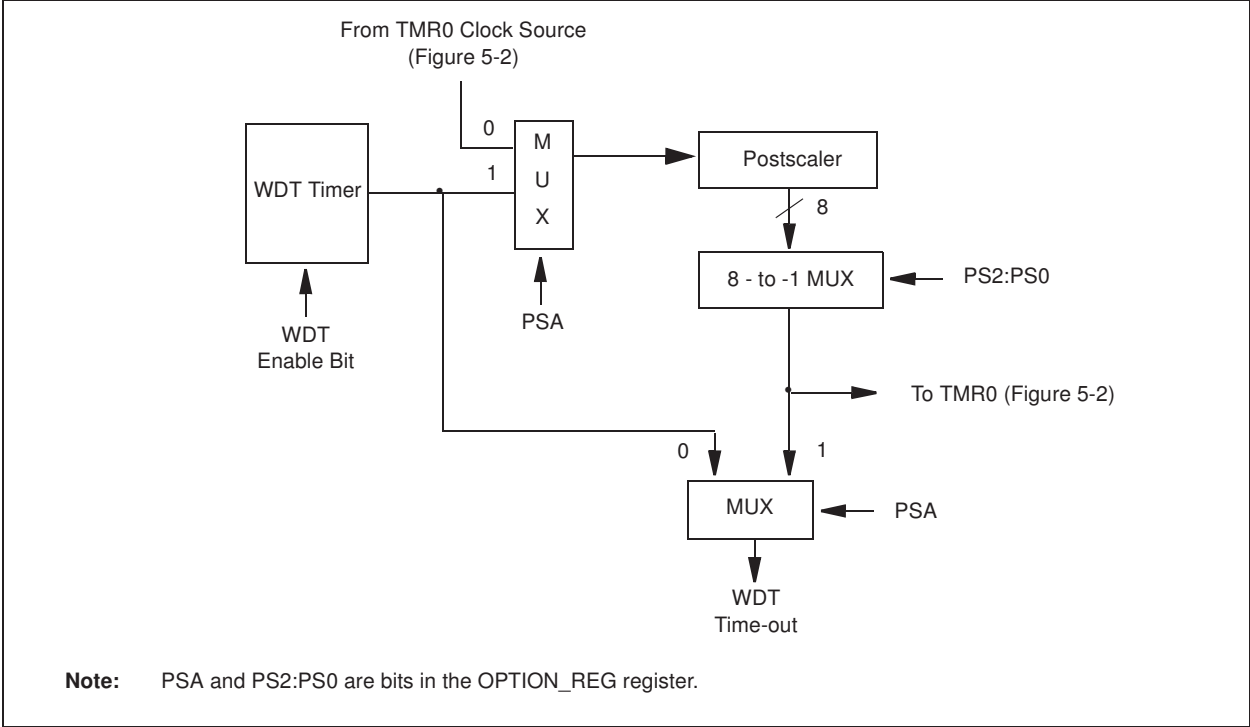 From TMR0 Clock Source
(Figure 5-2)
0
1
M
U
X
WDT Timer
Postscaler
8
8 - to -1 MUX
PS2:PS0
PSA
WDT
Enable Bit
To TMR0 (Figure 5-2)
0
1
MUX
PSA
WDT
Time-out
Note: PSA and PS2:PS0 are bits in the OPTION_REG register.